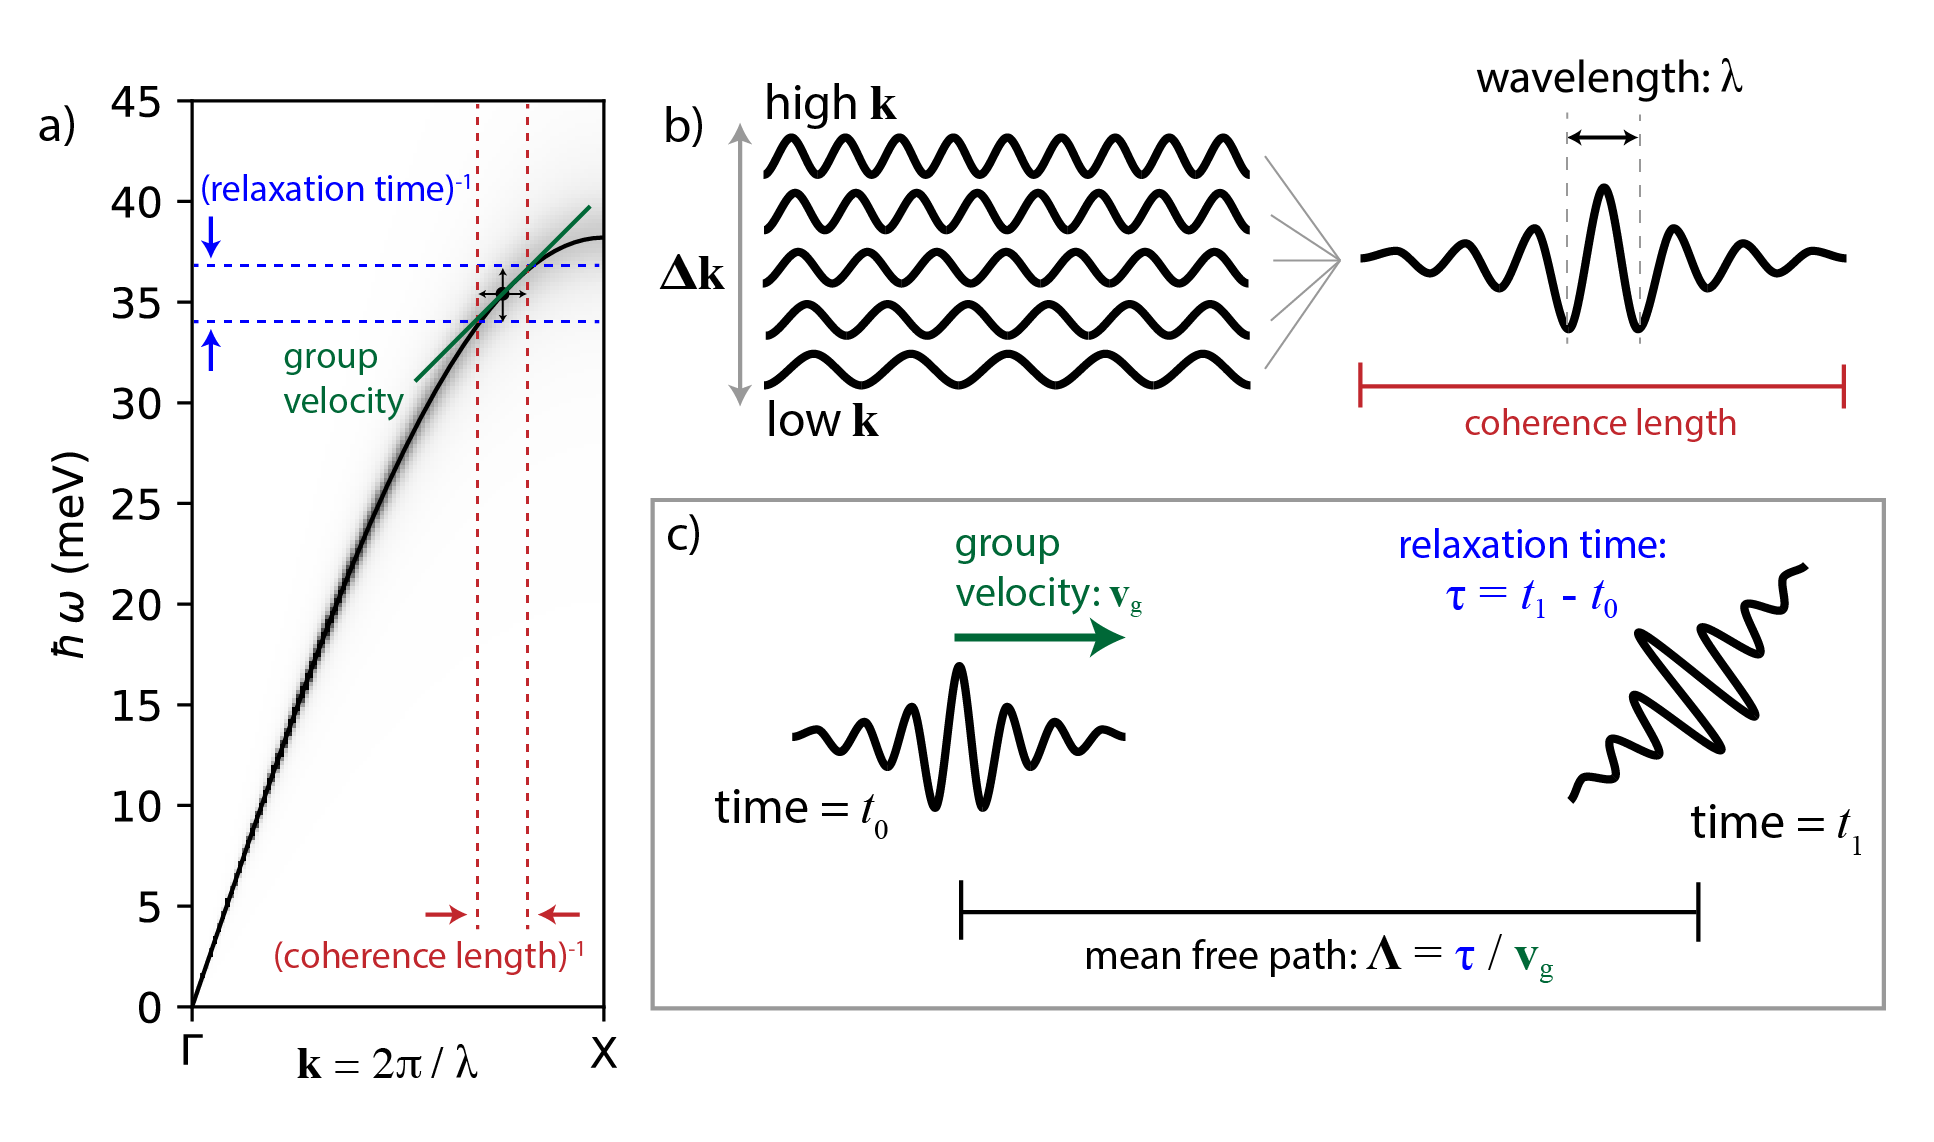 a)
45
40
35
30
25
20
15
10
5
0
ħω (meV)
(relaxation time)⁻¹
group
velocity
(coherence length)⁻¹
Γ
X
k = 2π / λ
b)
high k
Δk
low k
wavelength: λ
coherence length
c)
group
velocity: v_g
relaxation time:
τ = t₁ - t₀
time = t₀
time = t₁
mean free path: Λ = τ / v_g